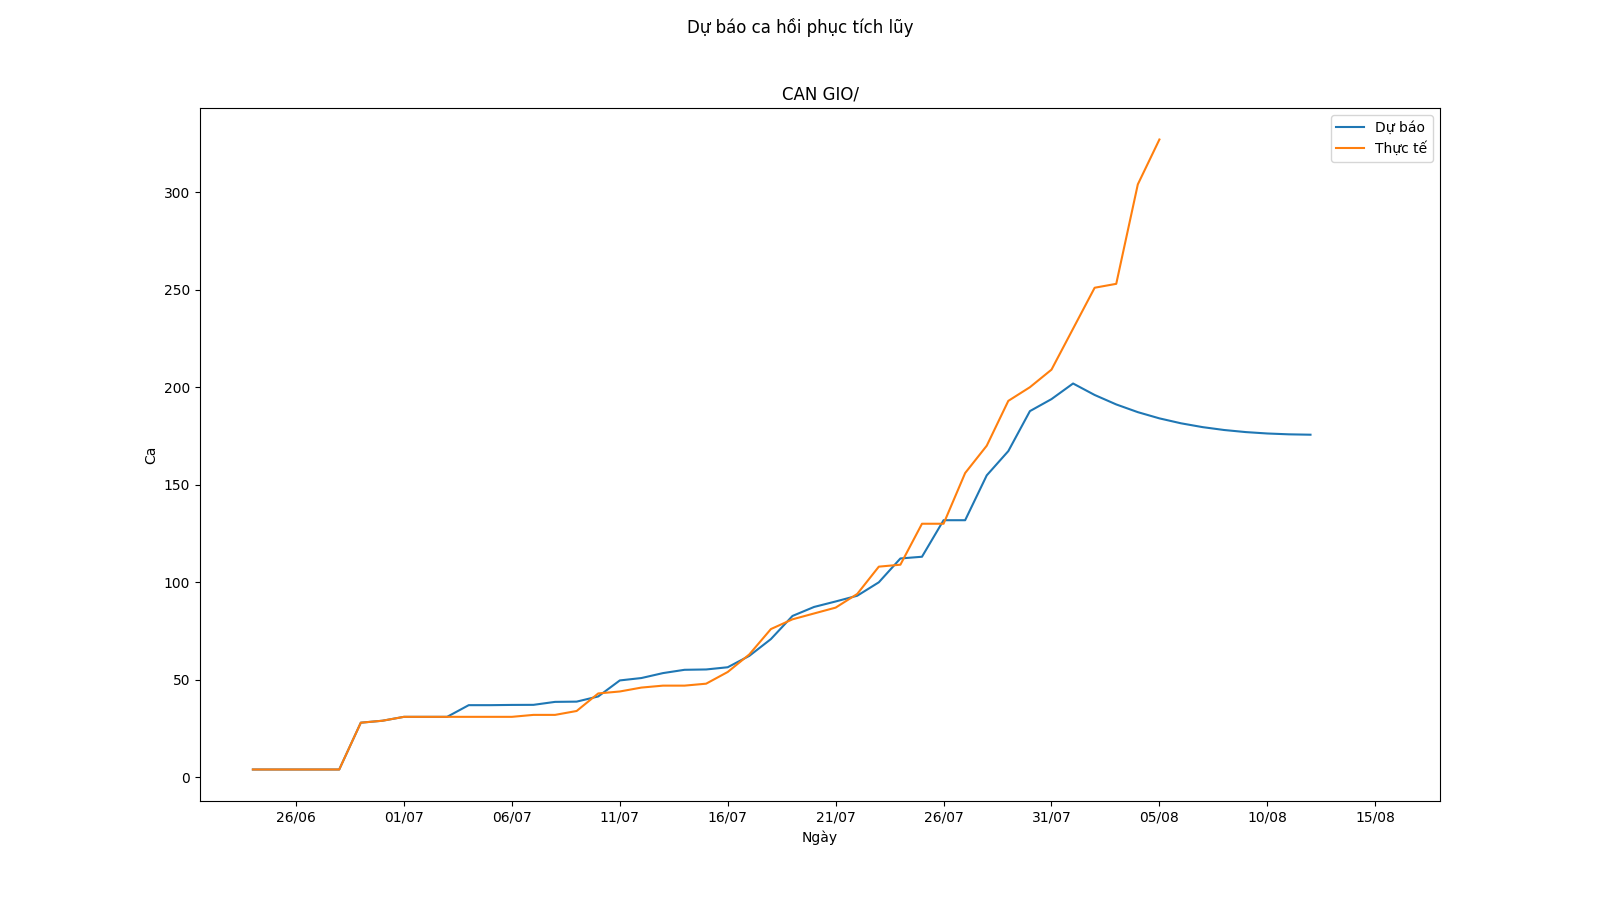 Dự báo ca hồi phục tích lũy
CAN GIO/
Dự báo
Thực tế
300
250
200
150
100
50
0
Ca
26/06 01/07 06/07 11/07 16/07 21/07 26/07 31/07 05/08 10/08 15/08
Ngày